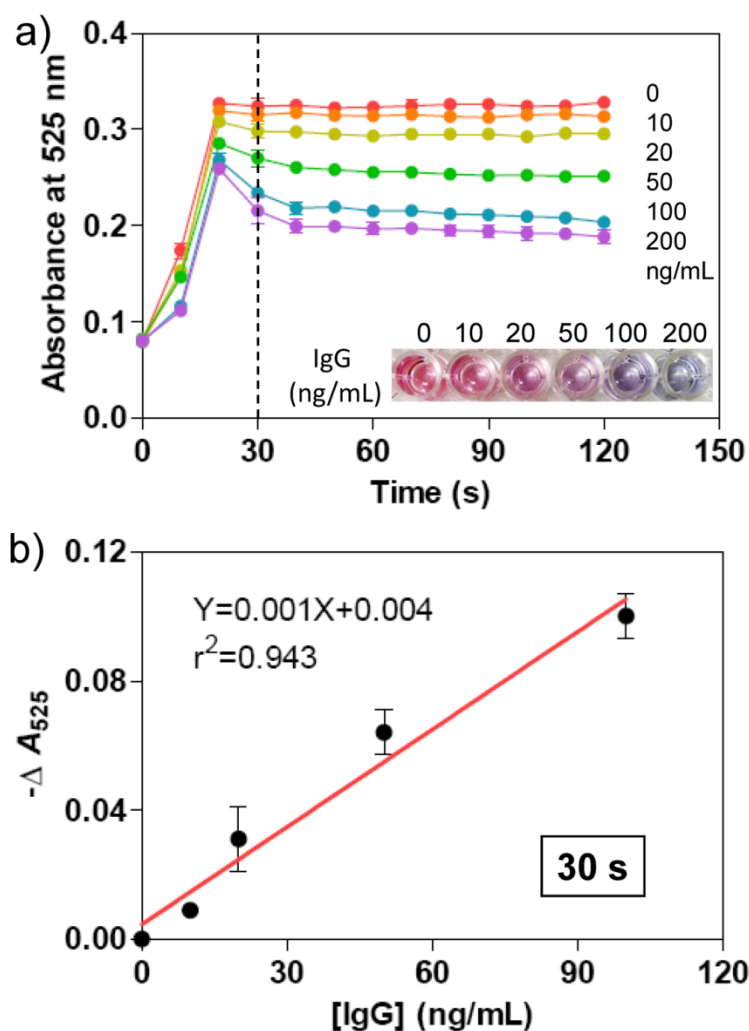 a)
Absorbance at 525 nm
0.4
0.3
0.2
0.1
0.0
0
10
20
50
100
200
ng/mL
0 10 20 50 100 200
IgG
(ng/mL)
0 30 60 90 120 150
Time (s)
b)
-Δ A525
0.12
0.08
0.04
0.00
Y=0.001X+0.004
r²=0.943
30 s
0 30 60 90 120
[IgG] (ng/mL)